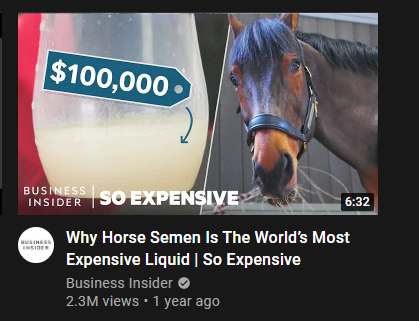 $100,000
BUSINESS
INSIDER
SO EXPENSIVE
6:32
BUSINESS
INSIDER
Why Horse Semen Is The World's Most
Expensive Liquid | So Expensive
Business Insider
2.3M views • 1 year ago